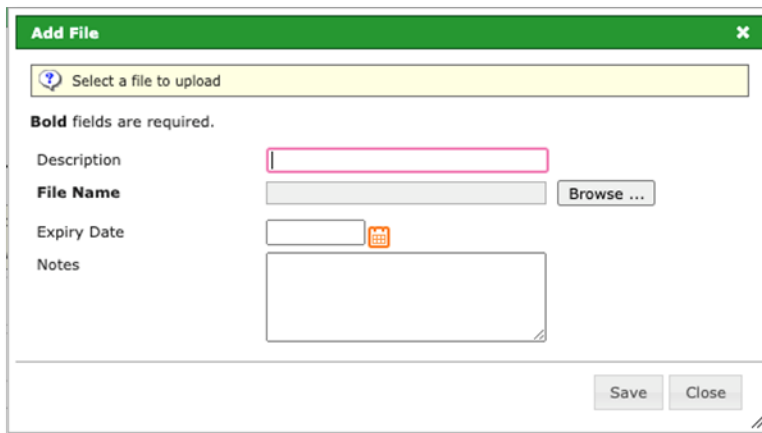 Add File
Select a file to upload
Bold fields are required.
Description
File Name Browse ...
Expiry Date
Notes
Save Close